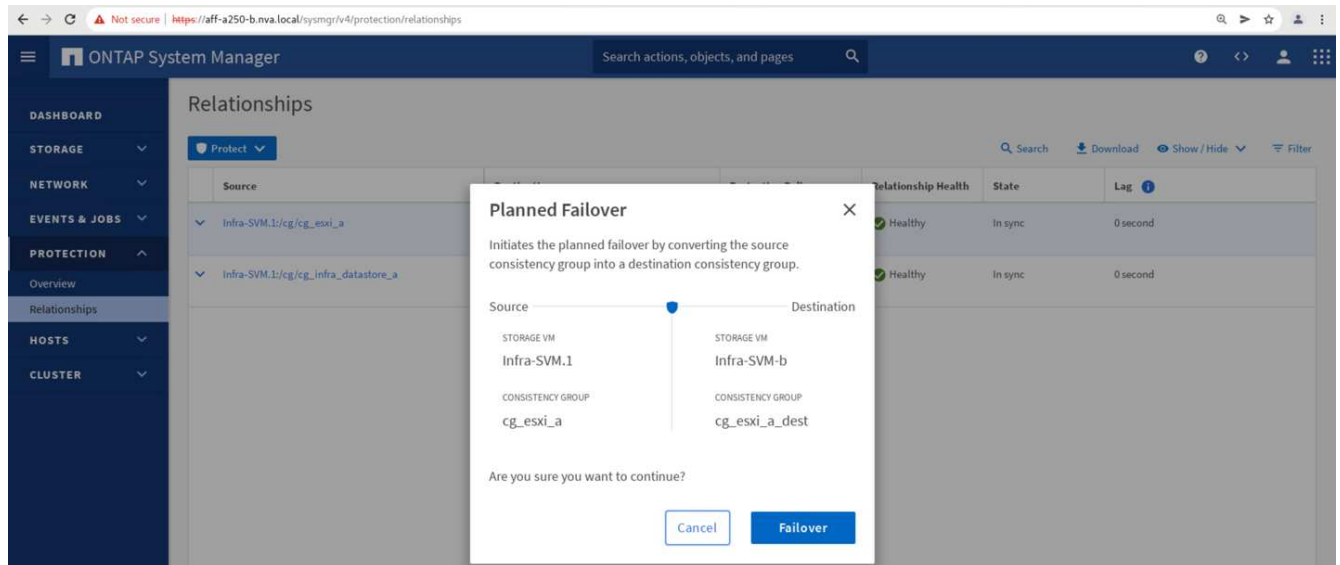 Not secure | https://aff-a250-b.nva.local/sysmgr/v4/protection/relationships
ONTAP System Manager
Search actions, objects, and pages
DASHBOARD
STORAGE
NETWORK
EVENTS & JOBS
PROTECTION
Overview
Relationships
HOSTS
CLUSTER
Relationships
Protect
Search
Download
Show / Hide
Filter
Source
Relationship Health
State
Lag
Infra-SVM.1:/cg/cg_esxi_a
Healthy
In sync
0 second
Infra-SVM.1:/cg/cg_infra_datastore_a
Healthy
In sync
0 second
Planned Failover
Initiates the planned failover by converting the source
consistency group into a destination consistency group.
Source
Destination
STORAGE VM
Infra-SVM.1
STORAGE VM
Infra-SVM-b
CONSISTENCY GROUP
cg_esxi_a
CONSISTENCY GROUP
cg_esxi_a_dest
Are you sure you want to continue?
Cancel
Failover